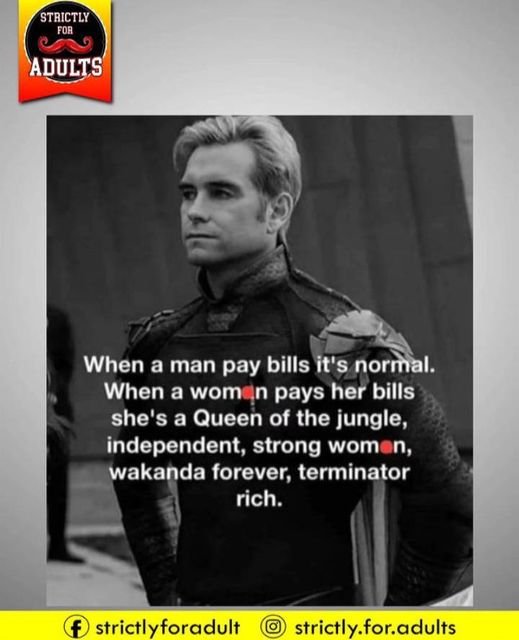 STRICTLY
FOR
ADULTS
When a man pay bills it's normal.
When a woman pays her bills
she's a Queen of the jungle,
independent, strong women,
wakanda forever, terminator
rich.
strictlyforadult strictly.for.adults